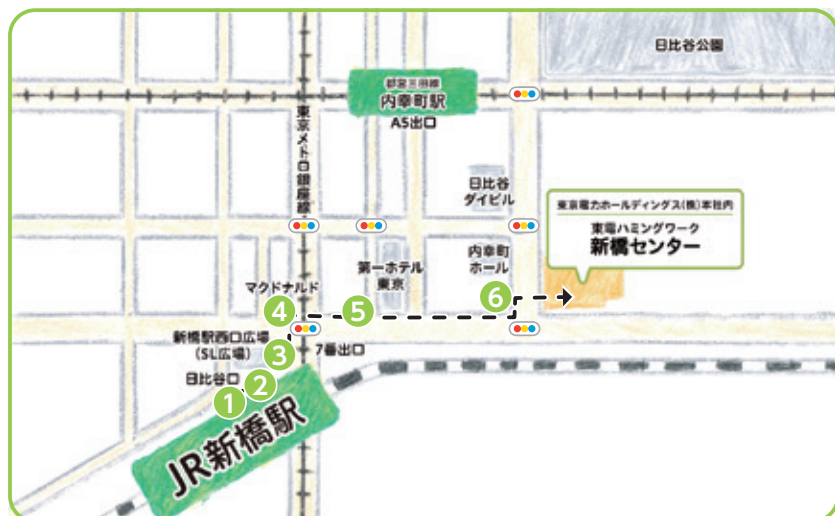 日比谷公園
都営三田線
内幸町駅
A5出口
東京メトロ銀座線
日比谷
ダイビル
東京電力ホールディングス(株)本社内
東電ハミングワーク
新橋センター
内幸町
ホール
第一ホテル
東京
マクドナルド
4
5
6
新橋駅西口広場
(SL広場)
3
7番出口
日比谷口
2
1
JR新橋駅